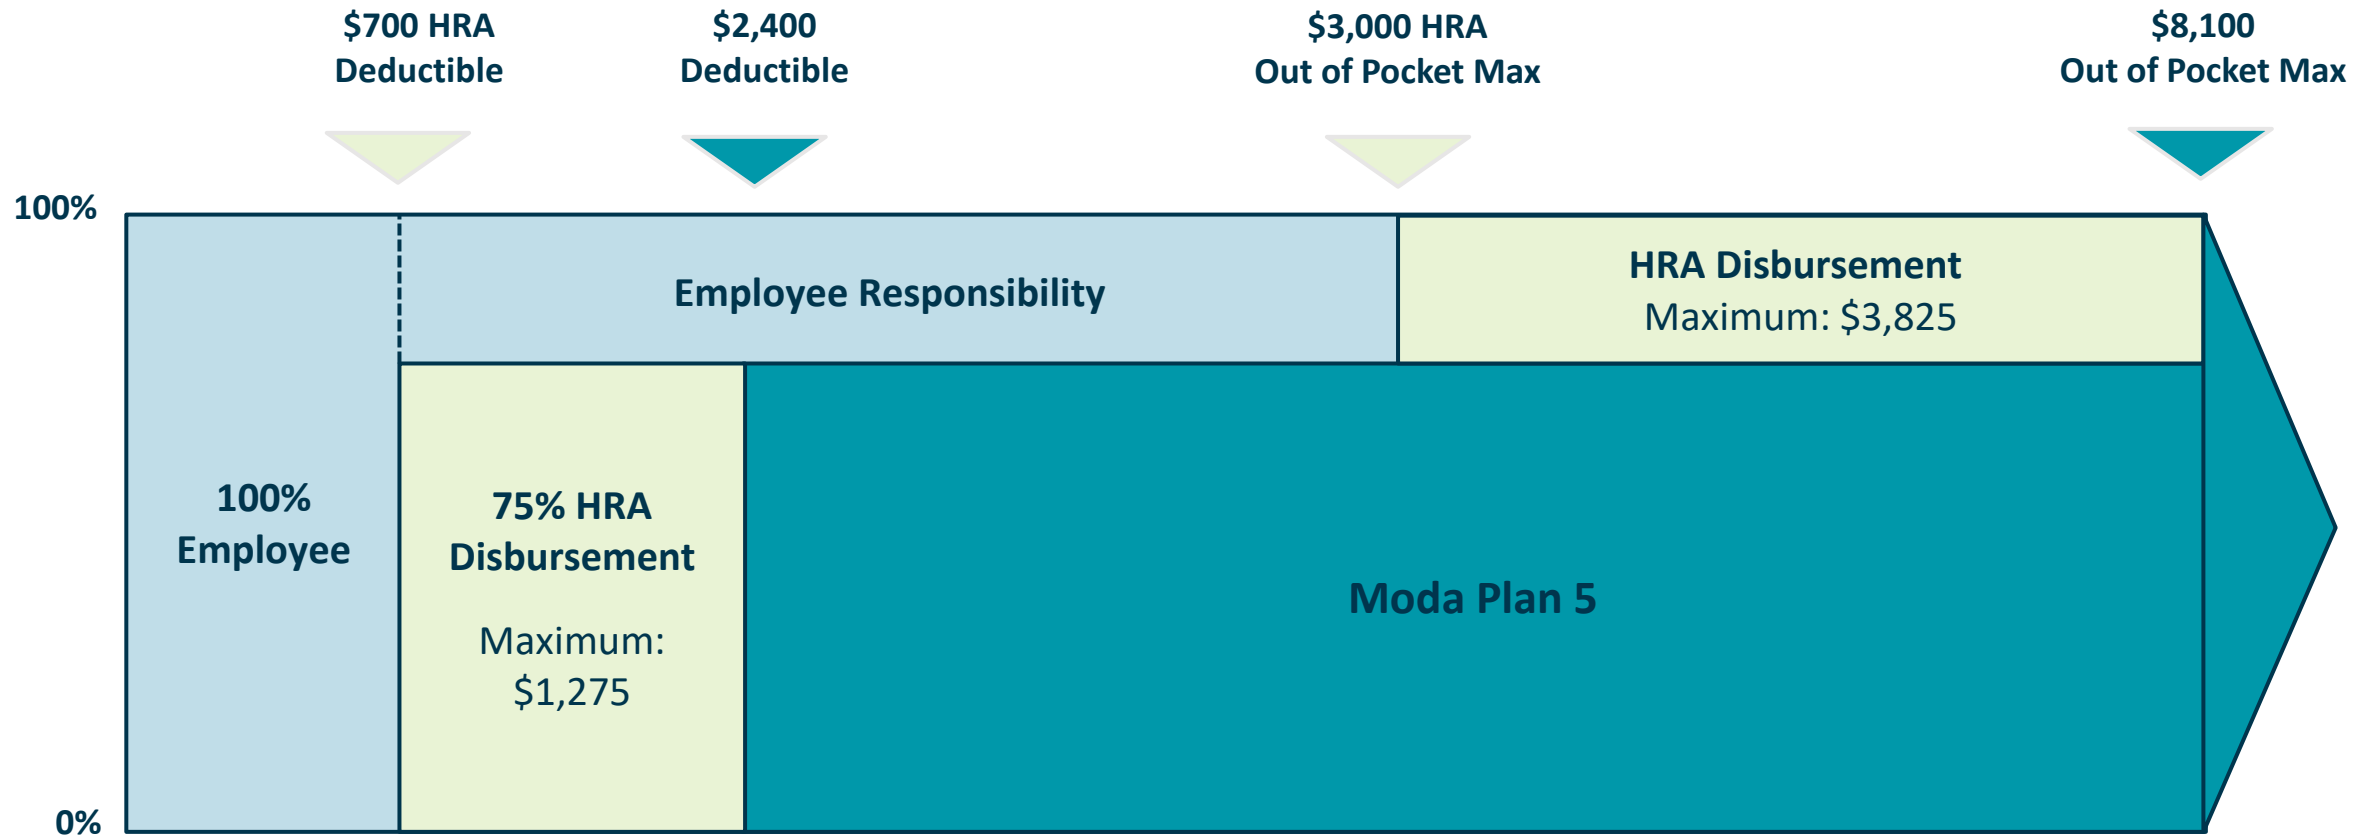 $700 HRA
Deductible
$2,400
Deductible
$3,000 HRA
Out of Pocket Max
$8,100
Out of Pocket Max
100%
Employee Responsibility
HRA Disbursement
Maximum: $3,825
100%
Employee
75% HRA
Disbursement
Maximum:
$1,275
Moda Plan 5
0%